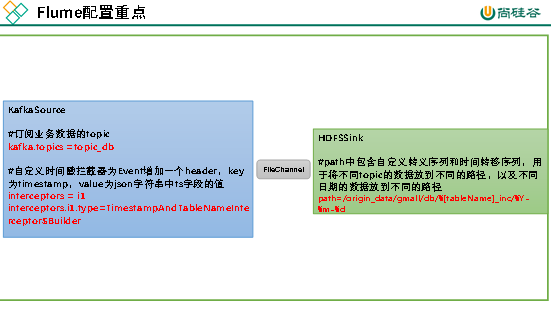 Flume配置重点
尚硅谷
KafkaSource
#订阅业务数据的topic
kafka.topics = topic_db
#自定义时间戳拦截器为Event增加一个header，key
为timestamp，value为json字符串中ts字段的值
interceptors = i1
interceptors.i1.type=TimestampAndTableNameInte
rceptor$Builder
FileChannel
HDFSSink
#path中包含自定义转义序列和时间转移序列，用
于将不同topic的数据放到不同的路径，以及不同
日期的数据放到不同的路径
path=/origin_data/gmall/db/%{tableName}_inc/%Y-
%m-%d